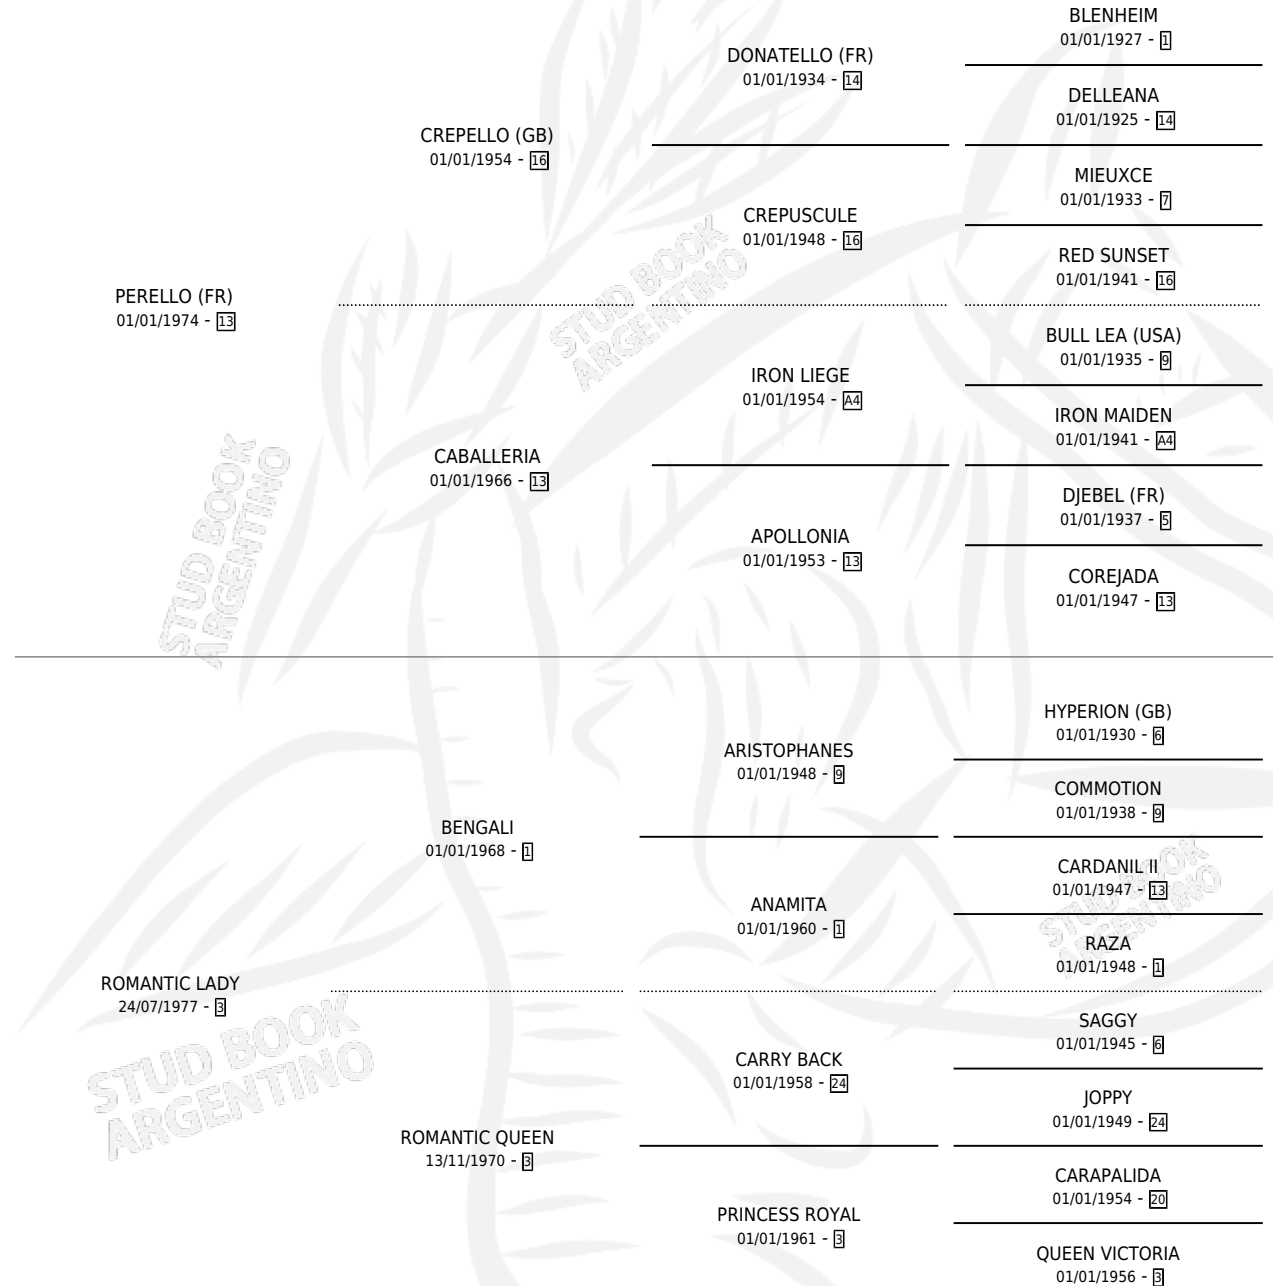 BLENHEIM
01/01/1927 - 1
DONATELLO (FR)
01/01/1934 - 14
DELLEANA
01/01/1925 - 14
CREPELLO (GB)
01/01/1954 - 16
MIEUXCE
01/01/1933 - 7
CREPUSCULE
01/01/1948 - 16
RED SUNSET
01/01/1941 - 16
PERELLO (FR)
01/01/1974 - 13
STUD BOOK
ARGENTINO
BULL LEA (USA)
01/01/1935 - 9
IRON LIEGE
01/01/1954 - A4
IRON MAIDEN
01/01/1941 - A4
CABALLERIA
01/01/1966 - 13
DJEBEL (FR)
01/01/1937 - 5
APOLLONIA
01/01/1953 - 13
COREJADA
01/01/1947 - 13
STUD BOOK
ARGENTINO
HYPERION (GB)
01/01/1930 - 6
ARISTOPHANES
01/01/1948 - 9
COMMOTION
01/01/1938 - 9
BENGALI
01/01/1968 - 1
CARDANIL II
01/01/1947 - 13
ANAMITA
01/01/1960 - 1
RAZA
01/01/1948 - 1
STUD BOOK
ARGENTINO
ROMANTIC LADY
24/07/1977 - 3
SAGGY
01/01/1945 - 6
CARRY BACK
01/01/1958 - 24
JOPPY
01/01/1949 - 24
STUD BOOK
ARGENTINO
ROMANTIC QUEEN
13/11/1970 - 3
CARAPALIDA
01/01/1954 - 20
PRINCESS ROYAL
01/01/1961 - 3
QUEEN VICTORIA
01/01/1956 - 3